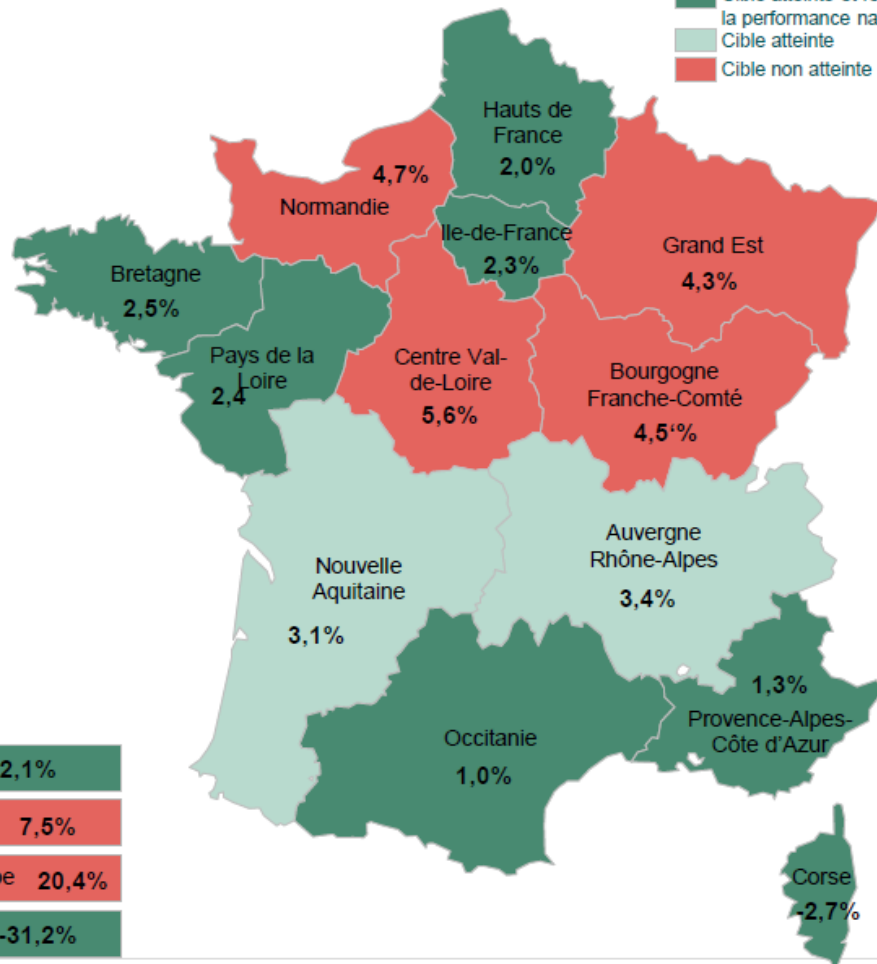 la performance na
Cible atteinte
Cible non atteinte
Hauts de
France
2,0%
4,7%
Normandie
Ile-de-France
2,3%
Grand Est
4,3%
Bretagne
2,5%
Pays de la
Loire
2,4
Centre Val-
de-Loire
5,6%
Bourgogne
Franche-Comté
4,5‘%
Auvergne
Rhône-Alpes
3,4%
Nouvelle
Aquitaine
3,1%
1,3%
Provence-Alpes-
Côte d’Azur
Occitanie
1,0%
2,1%
7,5%
20,4%
-31,2%
Corse
-2,7%